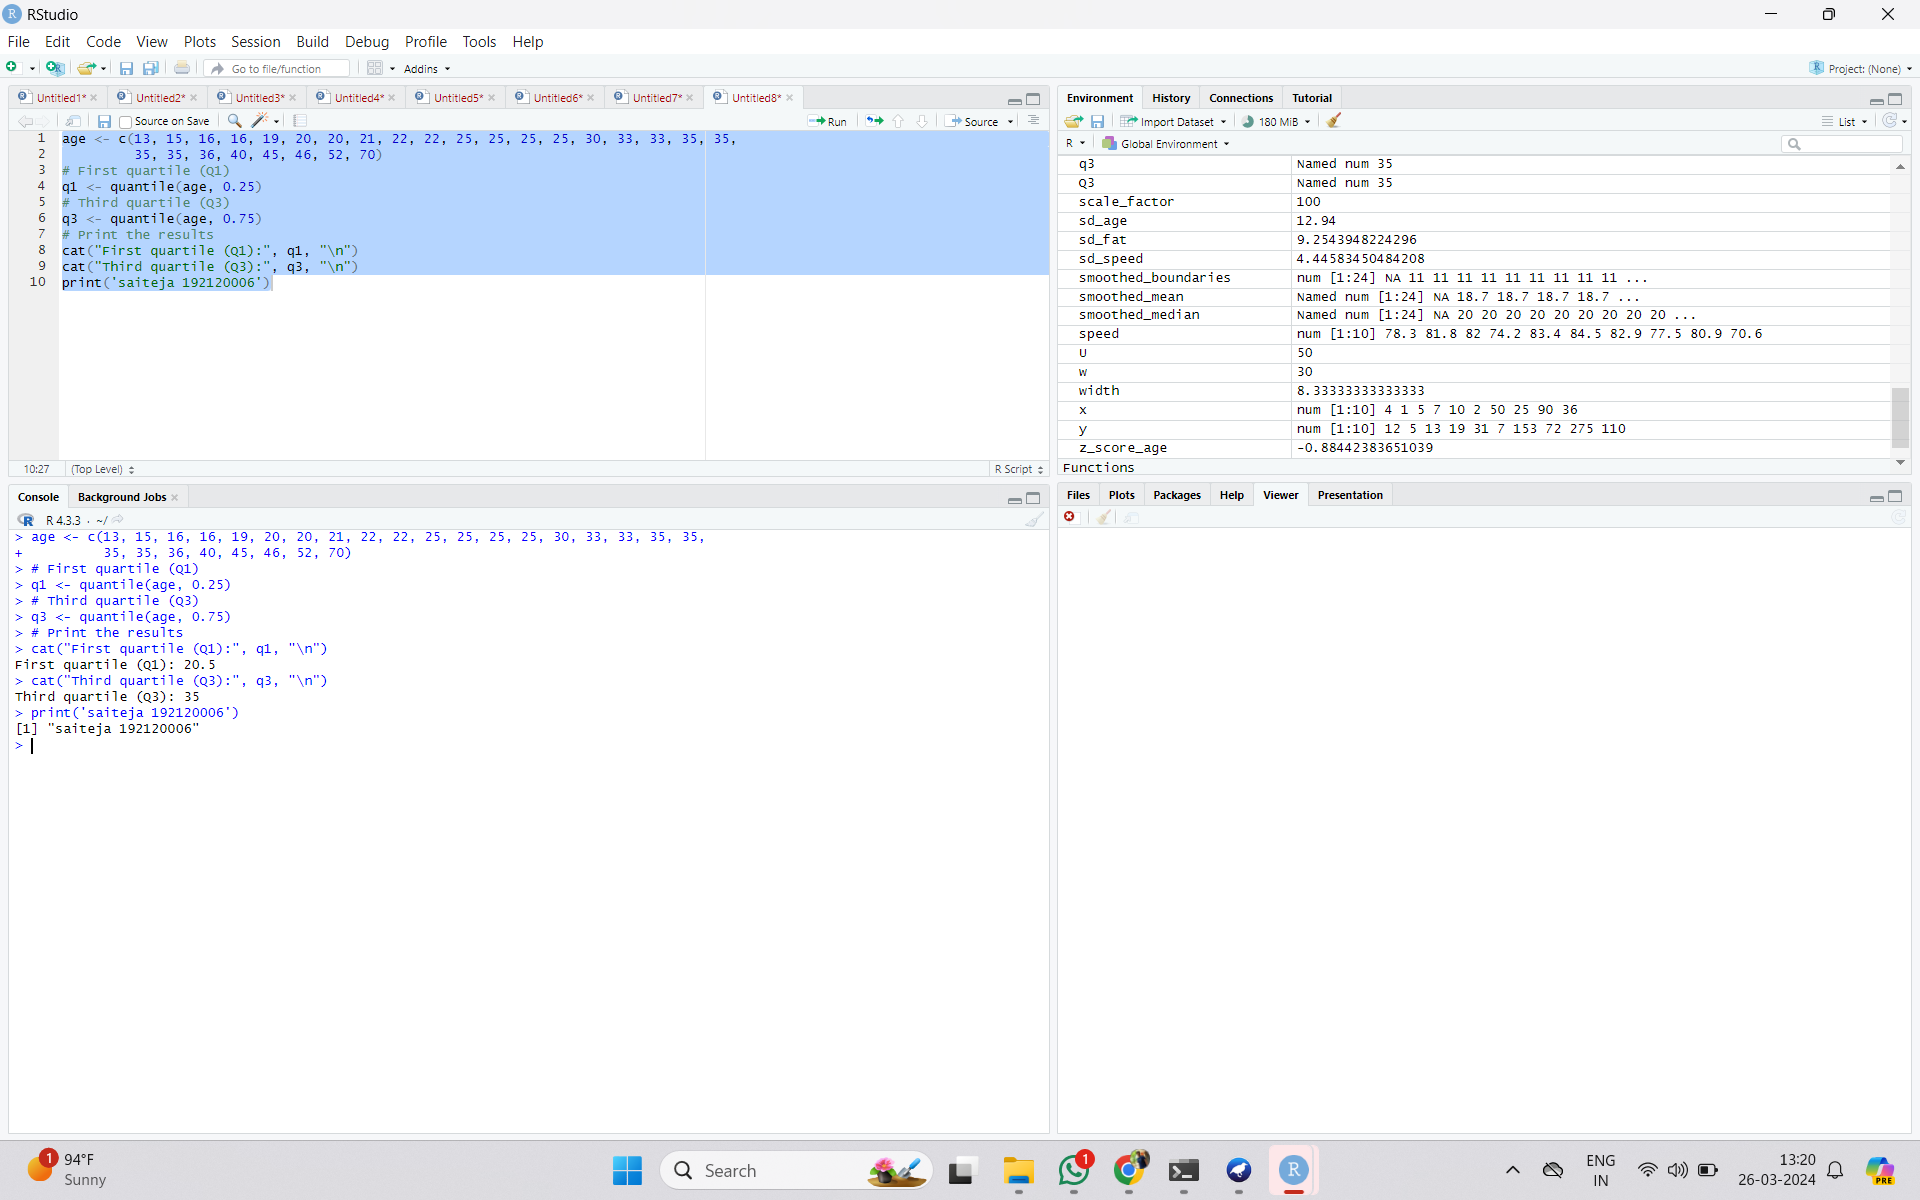 RStudio
File Edit Code View Plots Session Build Debug Profile Tools Help
Go to file/function Addins Project: (None)
Untitled1* Untitled2* Untitled3* Untitled4* Untitled5* Untitled6* Untitled7* Untitled8*
Source on Save Run Source
1 age <- c(13, 15, 16, 16, 19, 20, 20, 21, 22, 22, 25, 25, 25, 25, 30, 33, 33, 35, 35,
2 35, 35, 36, 40, 45, 46, 52, 70)
3 # First quartile (Q1)
4 q1 <- quantile(age, 0.25)
5 # Third quartile (Q3)
6 q3 <- quantile(age, 0.75)
7 # Print the results
8 cat("First quartile (Q1):", q1, "\n")
9 cat("Third quartile (Q3):", q3, "\n")
10 print('saiteja 192120006')
10:27 (Top Level) R Script
Console Background Jobs
R 4.3.3 · ~/
> age <- c(13, 15, 16, 16, 19, 20, 20, 21, 22, 22, 25, 25, 25, 25, 30, 33, 33, 35, 35,
+ 35, 35, 36, 40, 45, 46, 52, 70)
> # First quartile (Q1)
> q1 <- quantile(age, 0.25)
> # Third quartile (Q3)
> q3 <- quantile(age, 0.75)
> # Print the results
> cat("First quartile (Q1):", q1, "\n")
First quartile (Q1): 20.5
> cat("Third quartile (Q3):", q3, "\n")
Third quartile (Q3): 35
> print('saiteja 192120006')
[1] "saiteja 192120006"
>
Environment History Connections Tutorial
Import Dataset 180 MiB List
R Global Environment
q3 Named num 35
Q3 Named num 35
scale_factor 100
sd_age 12.94
sd_fat 9.2543948224296
sd_speed 4.44583450484208
smoothed_boundaries num [1:24] NA 11 11 11 11 11 11 11 11 11 ...
smoothed_mean Named num [1:24] NA 18.7 18.7 18.7 18.7 ...
smoothed_median Named num [1:24] NA 20 20 20 20 20 20 20 20 20 ...
speed num [1:10] 78.3 81.8 82 74.2 83.4 84.5 82.9 77.5 80.9 70.6
U 50
w 30
width 8.33333333333333
x num [1:10] 4 1 5 7 10 2 50 25 90 36
y num [1:10] 12 5 13 19 31 7 153 72 275 110
z_score_age -0.88442383651039
Functions
Files Plots Packages Help Viewer Presentation
1 94°F
Sunny
Search
1
R
ENG
IN
13:20
26-03-2024
PRE